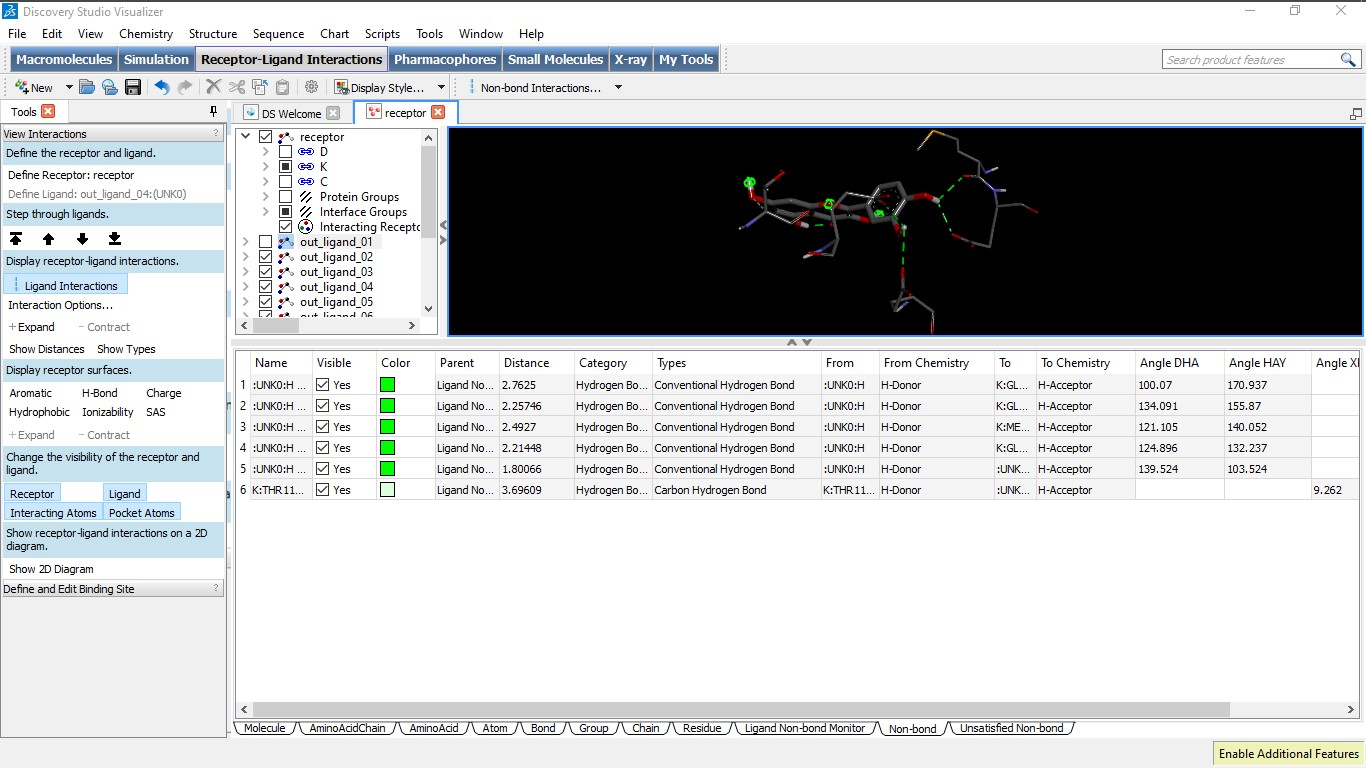 Discovery Studio Visualizer
File Edit View Chemistry Structure Sequence Chart Scripts Tools Window Help
Macromolecules Simulation Receptor-Ligand Interactions Pharmacophores Small Molecules X-ray My Tools Search product features
New Display Style... Non-bond Interactions...
Tools
DS Welcome receptor
View Interactions ?
Define the receptor and ligand.
Define Receptor: receptor
Define Ligand: out_ligand_04:(UNK0)
Step through ligands.
Display receptor-ligand interactions.
Ligand Interactions
Interaction Options...
+ Expand - Contract
Show Distances Show Types
Display receptor surfaces.
Aromatic H-Bond Charge
Hydrophobic Ionizability SAS
+ Expand - Contract
Change the visibility of the receptor and
ligand.
Receptor Ligand
Interacting Atoms Pocket Atoms
Show receptor-ligand interactions on a 2D
diagram.
Show 2D Diagram
Define and Edit Binding Site ?
receptor
D
K
C
Protein Groups
Interface Groups
Interacting Recepto
out_ligand_01
out_ligand_02
out_ligand_03
out_ligand_04
out_ligand_05
out_ligand_06
Name Visible Color Parent Distance Category Types From From Chemistry To To Chemistry Angle DHA Angle HAY Angle XI
1 :UNK0:H ... Yes Ligand No... 2.7625 Hydrogen Bo... Conventional Hydrogen Bond :UNK0:H H-Donor K:GL... H-Acceptor 100.07 170.937
2 :UNK0:H ... Yes Ligand No... 2.25746 Hydrogen Bo... Conventional Hydrogen Bond :UNK0:H H-Donor K:GL... H-Acceptor 134.091 155.87
3 :UNK0:H ... Yes Ligand No... 2.4927 Hydrogen Bo... Conventional Hydrogen Bond :UNK0:H H-Donor K:ME... H-Acceptor 121.105 140.052
4 :UNK0:H ... Yes Ligand No... 2.21448 Hydrogen Bo... Conventional Hydrogen Bond :UNK0:H H-Donor K:GL... H-Acceptor 124.896 132.237
5 :UNK0:H ... Yes Ligand No... 1.80066 Hydrogen Bo... Conventional Hydrogen Bond :UNK0:H H-Donor :UNK... H-Acceptor 139.524 103.524
6 K:THR11... Yes Ligand No... 3.69609 Hydrogen Bo... Carbon Hydrogen Bond K:THR11... H-Donor :UNK... H-Acceptor 9.262
Molecule AminoAcidChain AminoAcid Atom Bond Group Chain Residue Ligand Non-bond Monitor Non-bond Unsatisfied Non-bond
Enable Additional Features